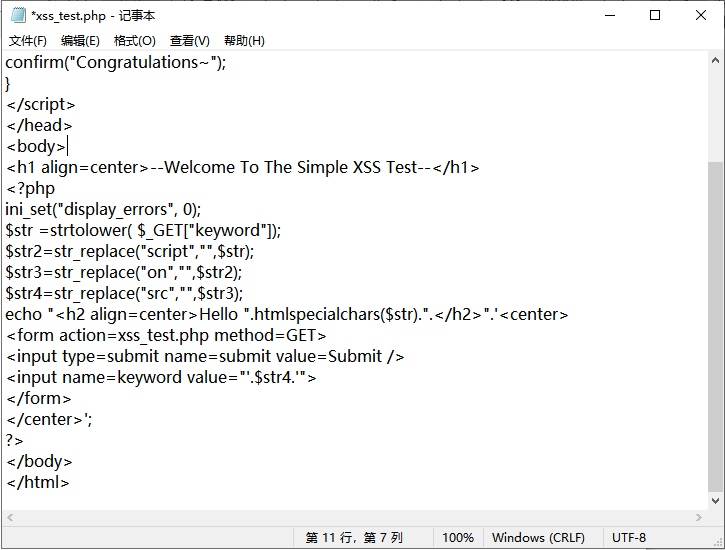 *xss_test.php - 记事本
文件(F) 编辑(E) 格式(O) 查看(V) 帮助(H)
confirm("Congratulations~");
}
</script>
</head>
<body>
<h1 align=center>--Welcome To The Simple XSS Test--</h1>
<?php
ini_set("display_errors", 0);
$str =strtolower( $_GET["keyword"]);
$str2=str_replace("script","",$str);
$str3=str_replace("on","",$str2);
$str4=str_replace("src","",$str3);
echo "<h2 align=center>Hello ".htmlspecialchars($str).".</h2>".'<center>
<form action=xss_test.php method=GET>
<input type=submit name=submit value=Submit />
<input name=keyword value="'.$str4.'">
</form>
</center>';
?>
</body>
</html>
第 11 行，第 7 列 100% Windows (CRLF) UTF-8